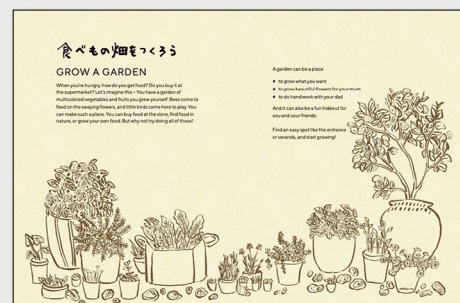 食べもの畑をつくろう
GROW A GARDEN
When you're hungry, how do you get food? Do you buy it at
the supermarket? Let's imagine this – You have a garden of
multicolored vegetables and fruits you grew yourself. Bees come to
feed on the swaying flowers, and little birds come here to play. You
can make such a place. You can buy food at the store, find food in
nature, or grow your own food. But why not try doing all of those!
A garden can be a place
to grow what you want
to grow beautiful flowers for your mum
to do handwork with your dad
And it can also be a fun hideout for
you and your friends.
Find an easy spot like the entrance
or veranda, and start growing!